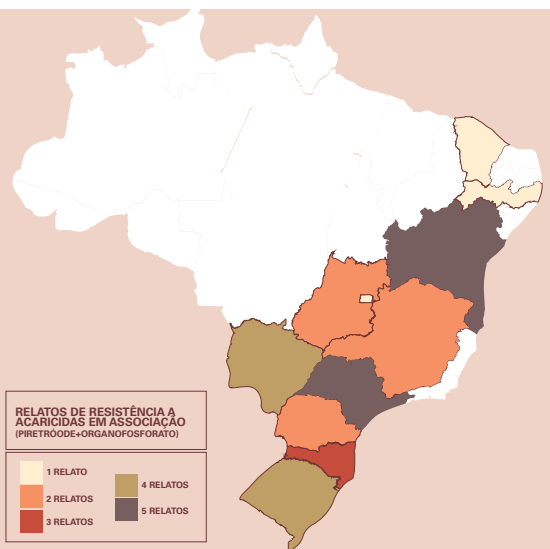 RELATOS DE RESISTÊNCIA A
ACARICIDAS EM ASSOCIAÇÃO
(PIRETRÓODE+ORGANOFOSFORATO)
1 RELATO
2 RELATOS
3 RELATOS
4 RELATOS
5 RELATOS